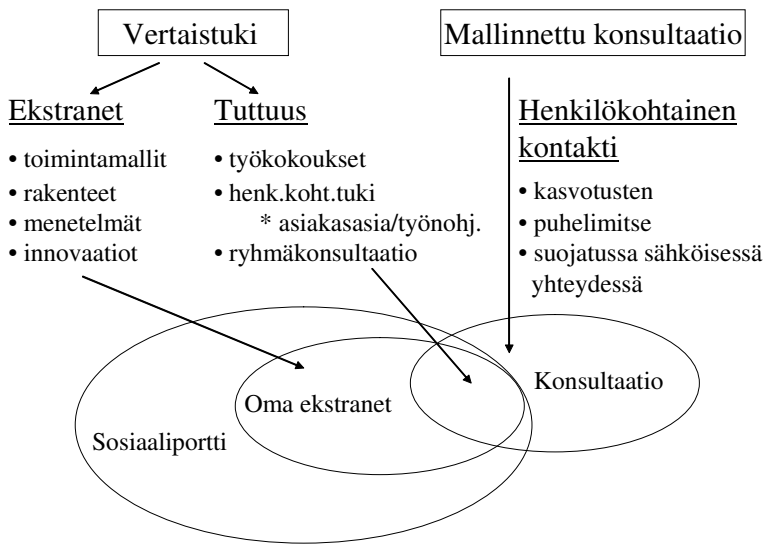 Vertaistuki
Mallinnettu konsultaatio
Ekstranet
• toimintamallit
• rakenteet
• menetelmät
• innovaatiot
Tuttuus
• työkokoukset
• henk.koht.tuki
* asiakasasia/työnohj.
• ryhmäkonsultaatio
Henkilökohtainen
kontakti
• kasvotusten
• puhelimitse
• suojatussa sähköisessä
yhteydessä
Oma ekstranet
Konsultaatio
Sosiaaliportti